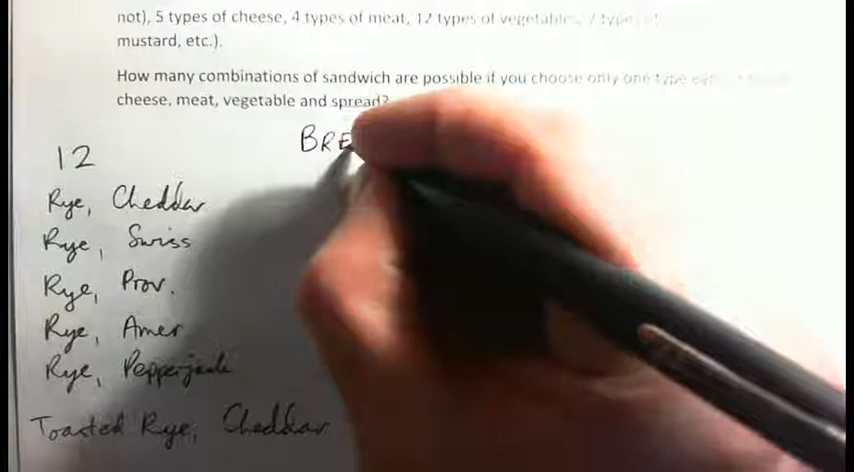 not), 5 types of cheese, 4 types of meat, 12 types of vegetables, 7 type
mustard, etc.).
How many combinations of sandwich are possible if you choose only one type
cheese, meat, vegetable and spread?
BRE
12
Rye, Cheddar
Rye, Swiss
Rye, Prov.
Rye, Amer
Rye, Pepperjack
Toasted Rye, Cheddar